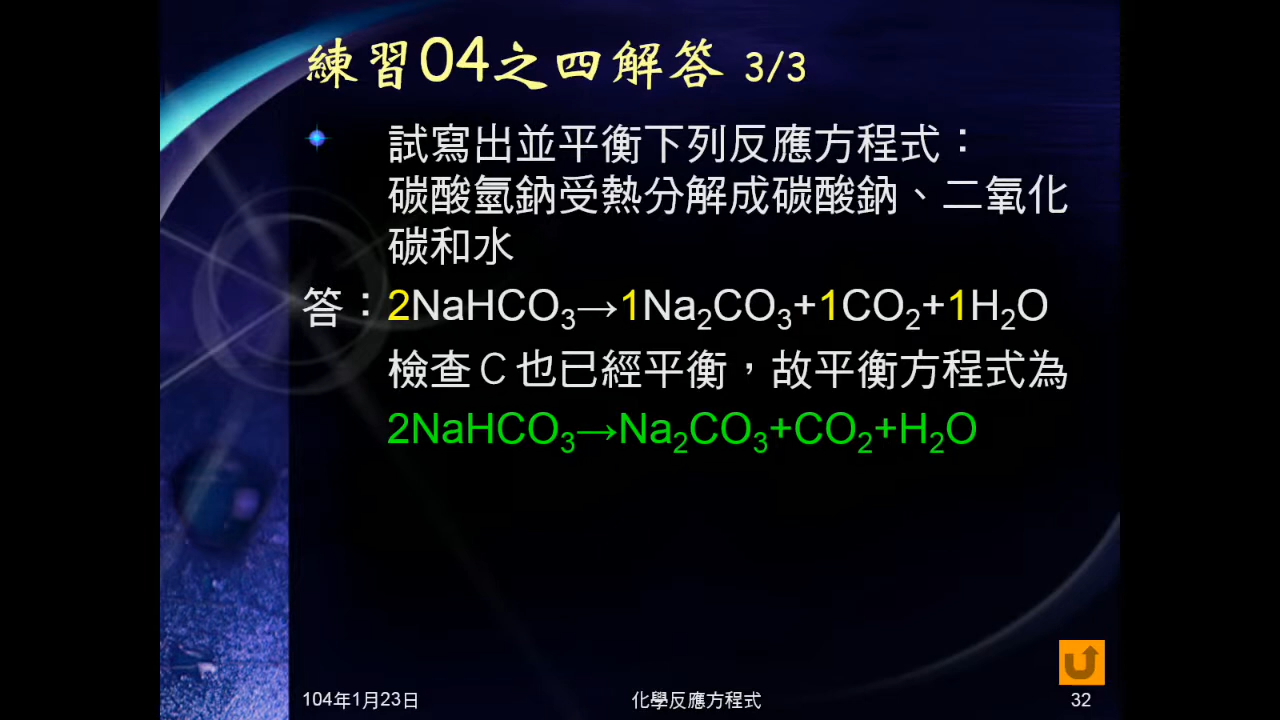 練習04之四解答 3/3
試寫出並平衡下列反應方程式：
碳酸氫鈉受熱分解成碳酸鈉、二氧化
碳和水
答：2NaHCO₃→1Na₂CO₃+1CO₂+1H₂O
檢查Ｃ也已經平衡，故平衡方程式為
2NaHCO₃→Na₂CO₃+CO₂+H₂O
104年1月23日 化學反應方程式 32